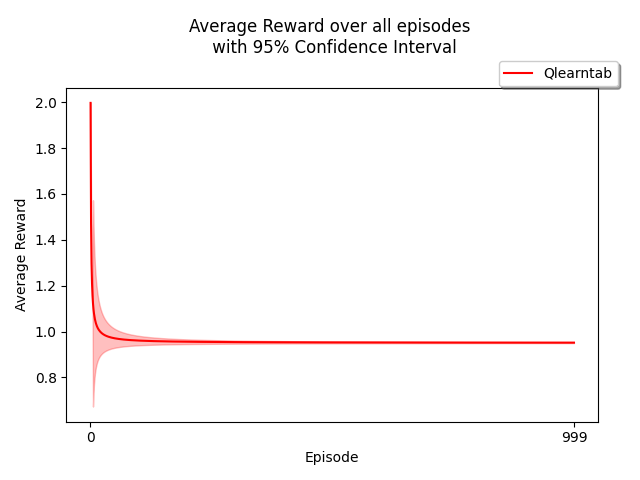 Average Reward over all episodes
with 95% Confidence Interval
Qlearntab
2.0
1.8
1.6
1.4
1.2
1.0
0.8
Average Reward
0
999
Episode